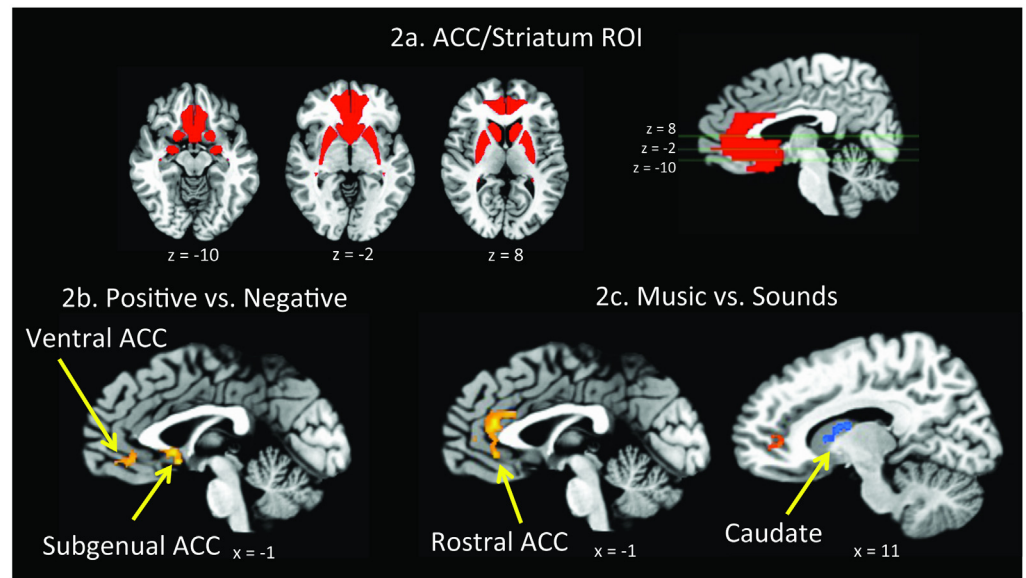 2a. ACC/Striatum ROI
z = 8
z = -2
z = -10
z = -10
z = -2
z = 8
2b. Positive vs. Negative
2c. Music vs. Sounds
Ventral ACC
Subgenual ACC
x = -1
Rostral ACC
x = -1
Caudate
x = 11